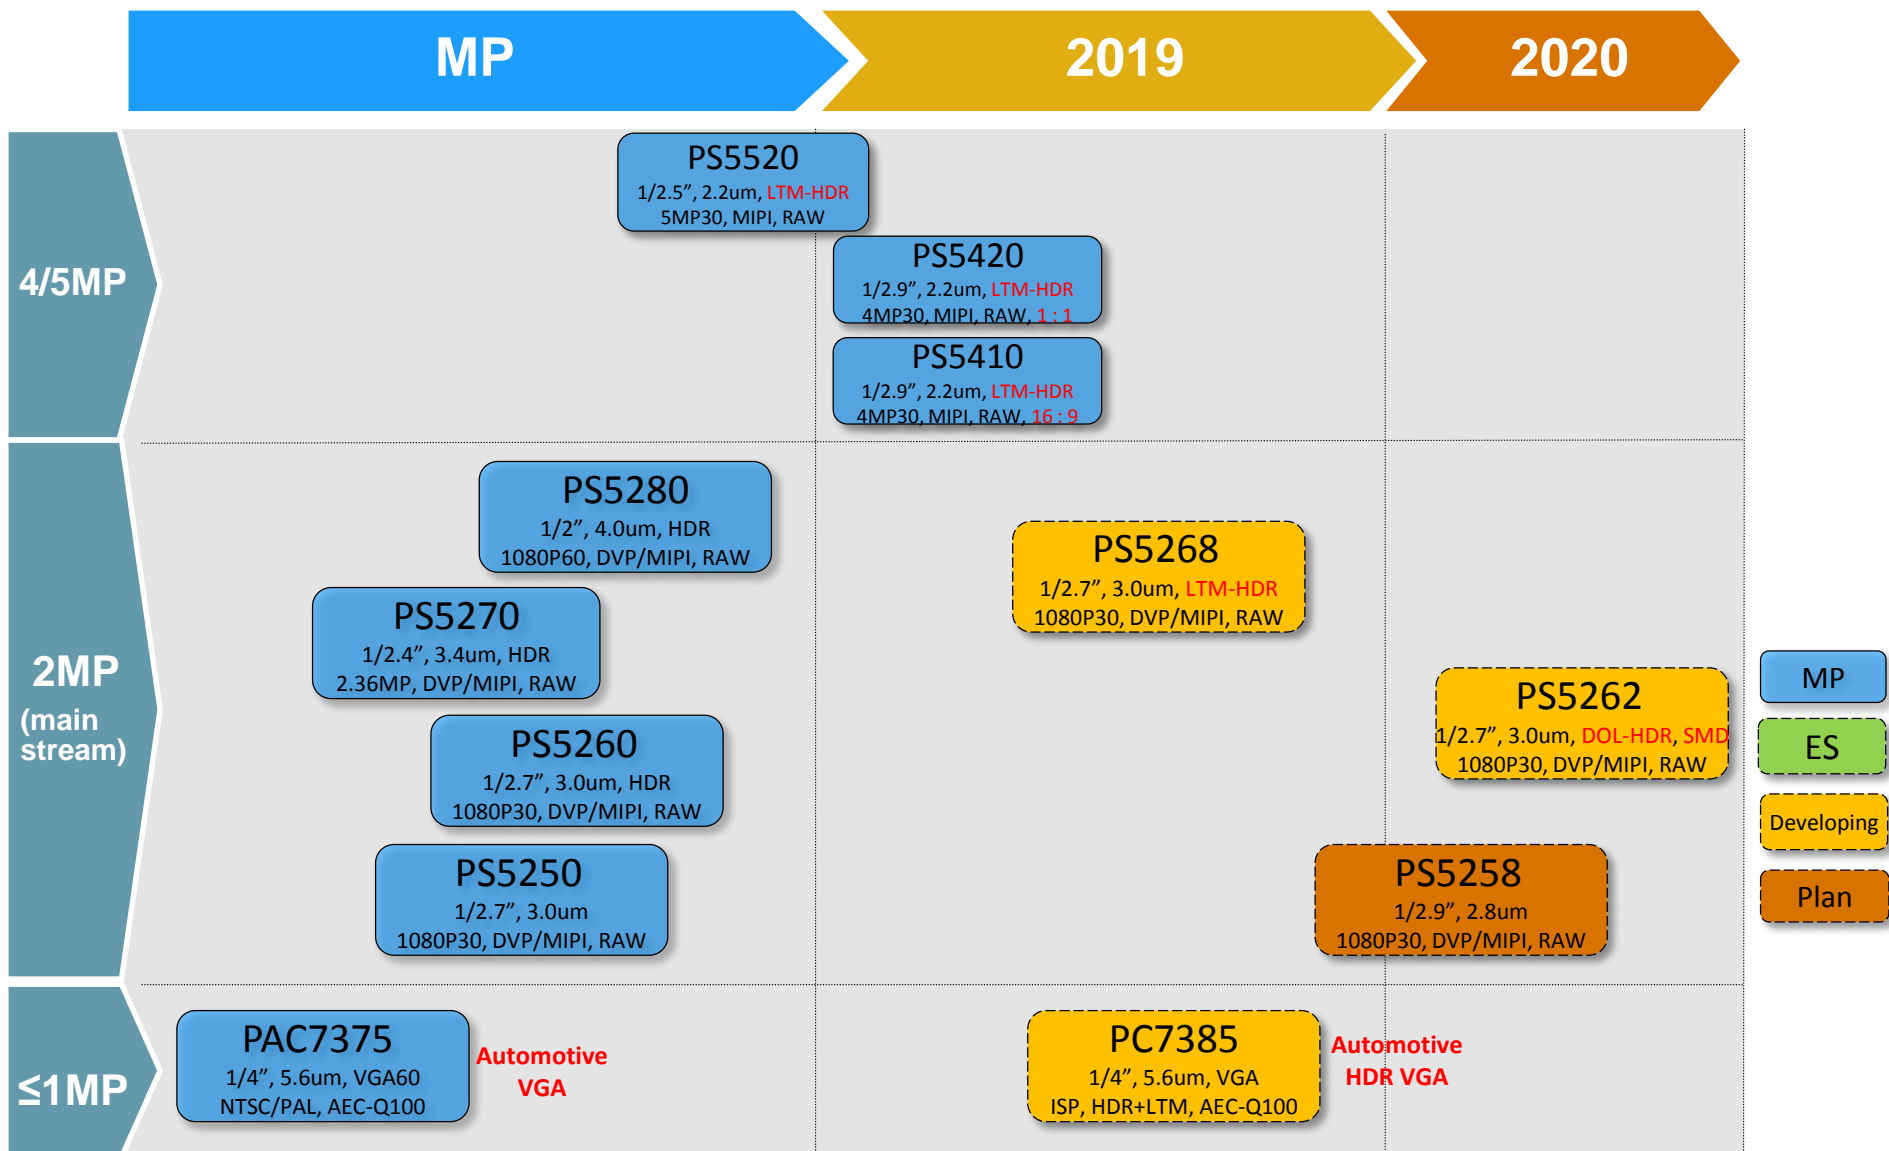 MP
2019
2020
4/5MP
PS5520
1/2.5”, 2.2um, LTM-HDR
5MP30, MIPI, RAW
PS5420
1/2.9”, 2.2um, LTM-HDR
4MP30, MIPI, RAW, 1 : 1
PS5410
1/2.9”, 2.2um, LTM-HDR
4MP30, MIPI, RAW, 16 : 9
2MP
(main
stream)
PS5280
1/2”, 4.0um, HDR
1080P60, DVP/MIPI, RAW
PS5270
1/2.4”, 3.4um, HDR
2.36MP, DVP/MIPI, RAW
PS5260
1/2.7”, 3.0um, HDR
1080P30, DVP/MIPI, RAW
PS5250
1/2.7”, 3.0um
1080P30, DVP/MIPI, RAW
PS5268
1/2.7”, 3.0um, LTM-HDR
1080P30, DVP/MIPI, RAW
PS5262
1/2.7”, 3.0um, DOL-HDR, SMD
1080P30, DVP/MIPI, RAW
PS5258
1/2.9”, 2.8um
1080P30, DVP/MIPI, RAW
≤1MP
PAC7375
1/4”, 5.6um, VGA60
NTSC/PAL, AEC-Q100
Automotive
VGA
PC7385
1/4”, 5.6um, VGA
ISP, HDR+LTM, AEC-Q100
Automotive
HDR VGA
MP
ES
Developing
Plan